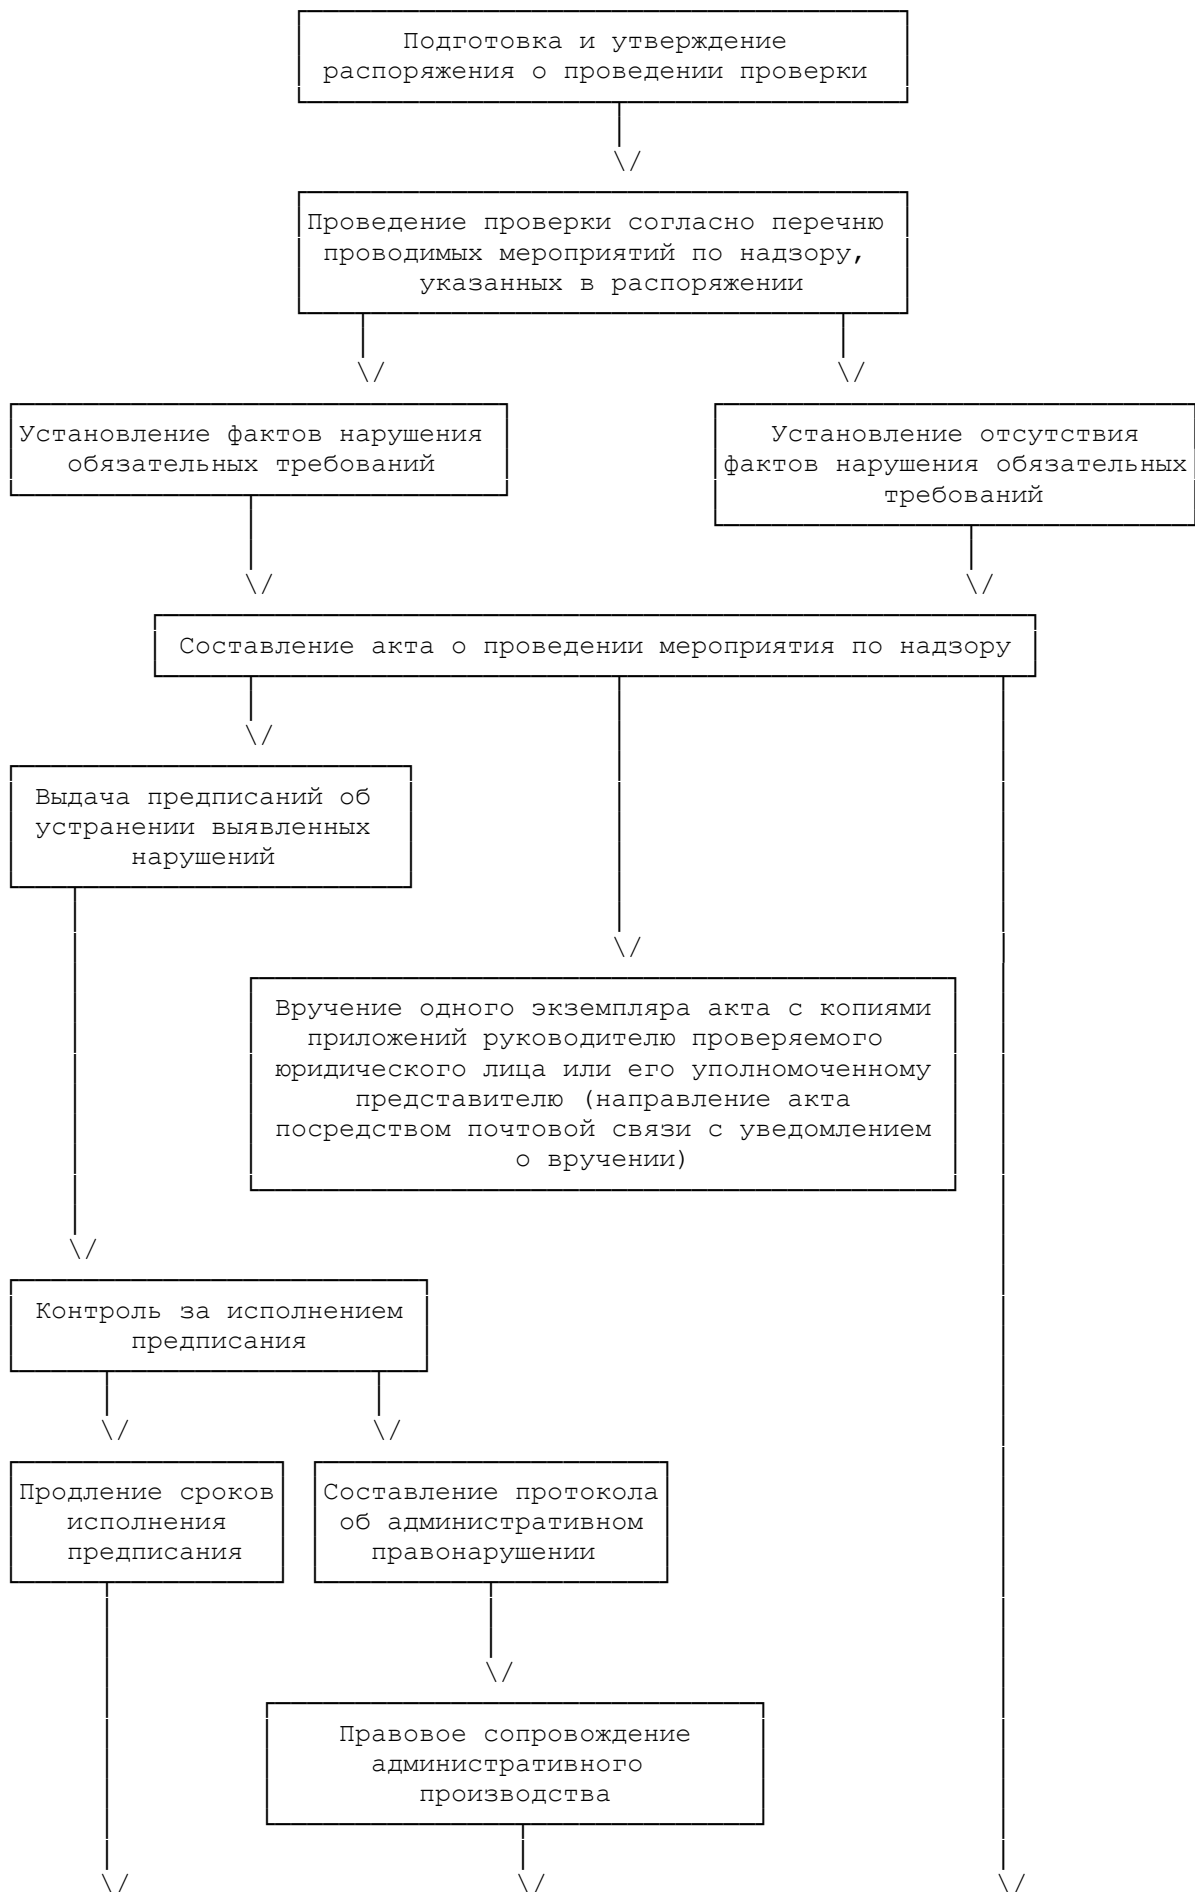 Подготовка и утверждение
распоряжения о проведении проверки
Проведение проверки согласно перечню
проводимых мероприятий по надзору,
указанных в распоряжении
Установление фактов нарушения
обязательных требований
Установление отсутствия
фактов нарушения обязательных
требований
Составление акта о проведении мероприятия по надзору
Выдача предписаний об
устранении выявленных
нарушений
Вручение одного экземпляра акта с копиями
приложений руководителю проверяемого
юридического лица или его уполномоченному
представителю (направление акта
посредством почтовой связи с уведомлением
о вручении)
Контроль за исполнением
предписания
Продление сроков
исполнения
предписания
Составление протокола
об административном
правонарушении
Правовое сопровождение
административного
производства